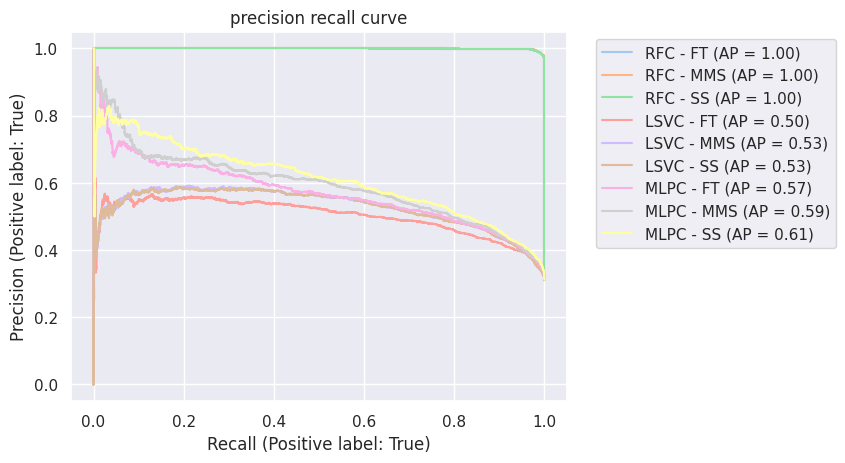 precision recall curve
Precision (Positive label: True)
1.0
0.8
0.6
0.4
0.2
0.0
0.0 0.2 0.4 0.6 0.8 1.0
Recall (Positive label: True)
RFC - FT (AP = 1.00)
RFC - MMS (AP = 1.00)
RFC - SS (AP = 1.00)
LSVC - FT (AP = 0.50)
LSVC - MMS (AP = 0.53)
LSVC - SS (AP = 0.53)
MLPC - FT (AP = 0.57)
MLPC - MMS (AP = 0.59)
MLPC - SS (AP = 0.61)